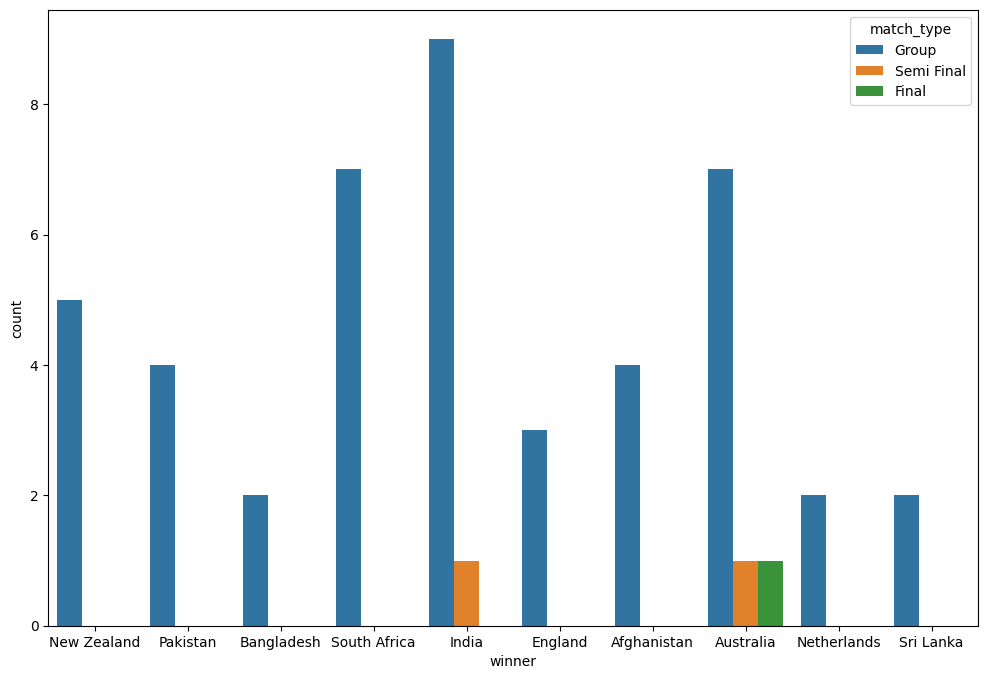 match_type
Group
Semi Final
Final
8
6
4
2
0
count
New Zealand Pakistan Bangladesh South Africa India England Afghanistan Australia Netherlands Sri Lanka
winner